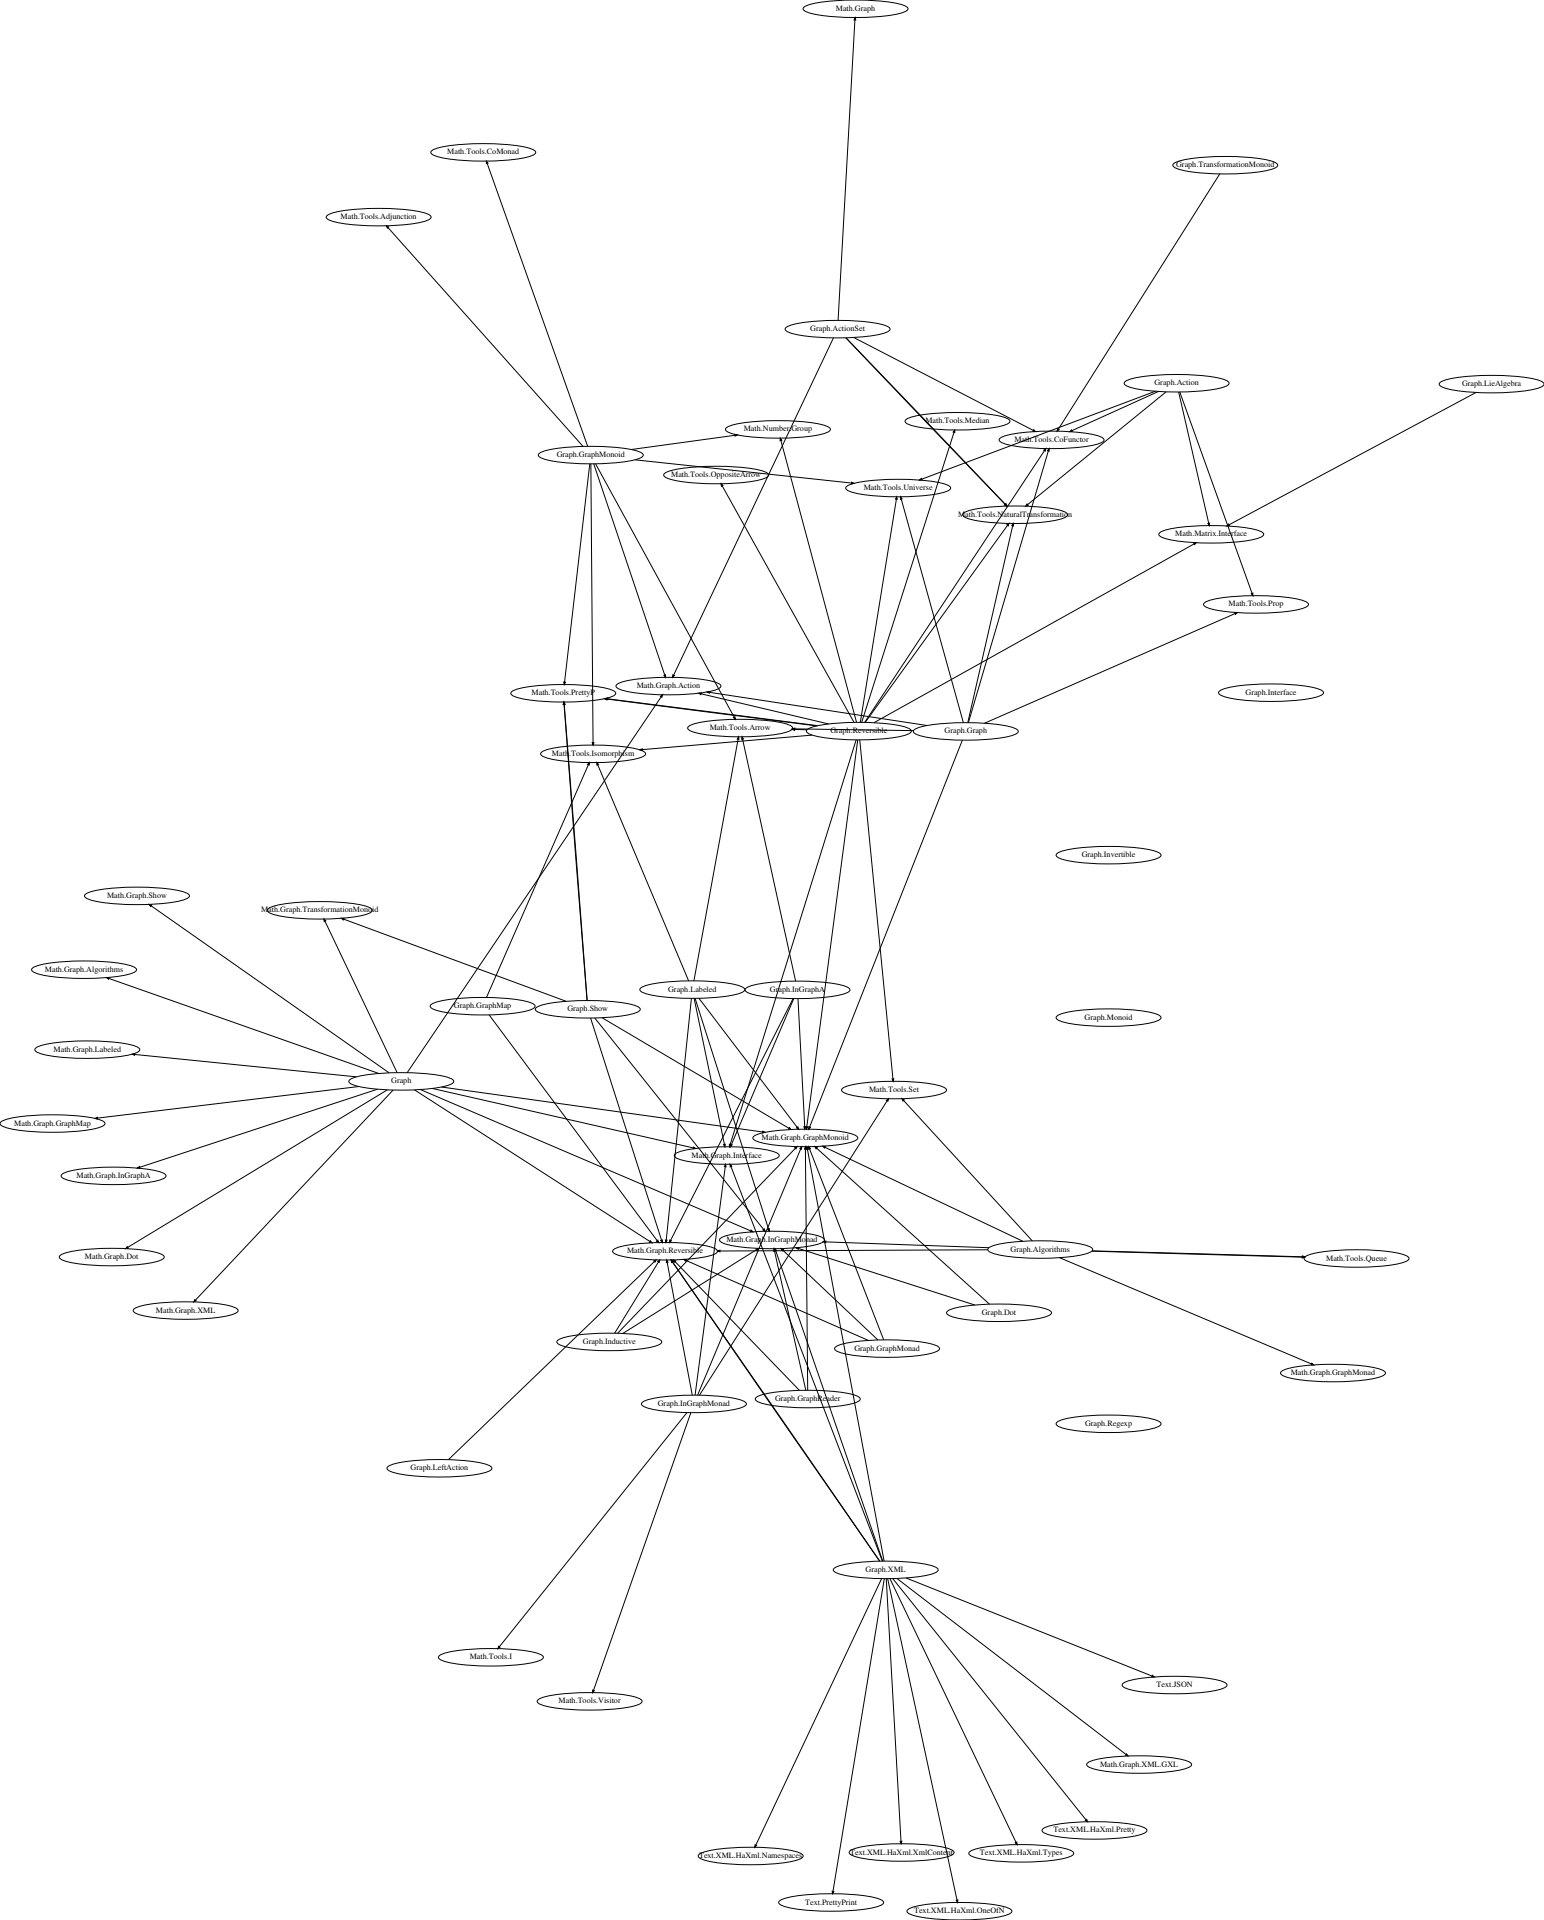 Math.Graph
Math.Tools.CoMonad
Graph.TransformationMonoid
Math.Tools.Adjunction
Graph.ActionSet
Graph.Action
Graph.LieAlgebra
Math.Tools.Median
Math.Number.Group
Math.Tools.CoFunctor
Graph.GraphMonoid
Math.Tools.OppositeArrow
Math.Tools.Universe
Math.Tools.NaturalTransformation
Math.Matrix.Interface
Math.Tools.Prop
Math.Graph.Action
Math.Tools.PrettyP
Graph.Interface
Math.Tools.Arrow
Graph.Reversible
Graph.Graph
Math.Tools.Isomorphism
Graph.Invertible
Math.Graph.Show
Math.Graph.TransformationMonoid
Math.Graph.Algorithms
Graph.Labeled
Graph.InGraphA
Graph.GraphMap
Graph.Show
Graph.Monoid
Math.Graph.Labeled
Graph
Math.Tools.Set
Math.Graph.GraphMap
Math.Graph.GraphMonoid
Math.Graph.Interface
Math.Graph.InGraphA
Math.Graph.InGraphMonad
Math.Graph.Reversible
Graph.Algorithms
Math.Graph.Dot
Math.Tools.Queue
Math.Graph.XML
Graph.Dot
Graph.Inductive
Graph.GraphMonad
Math.Graph.GraphMonad
Graph.GraphReader
Graph.InGraphMonad
Graph.Regexp
Graph.LeftAction
Graph.XML
Math.Tools.I
Text.JSON
Math.Tools.Visitor
Math.Graph.XML.GXL
Text.XML.HaXml.Pretty
Text.XML.HaXml.Namespaces
Text.XML.HaXml.XmlContent
Text.XML.HaXml.Types
Text.PrettyPrint
Text.XML.HaXml.OneOfN